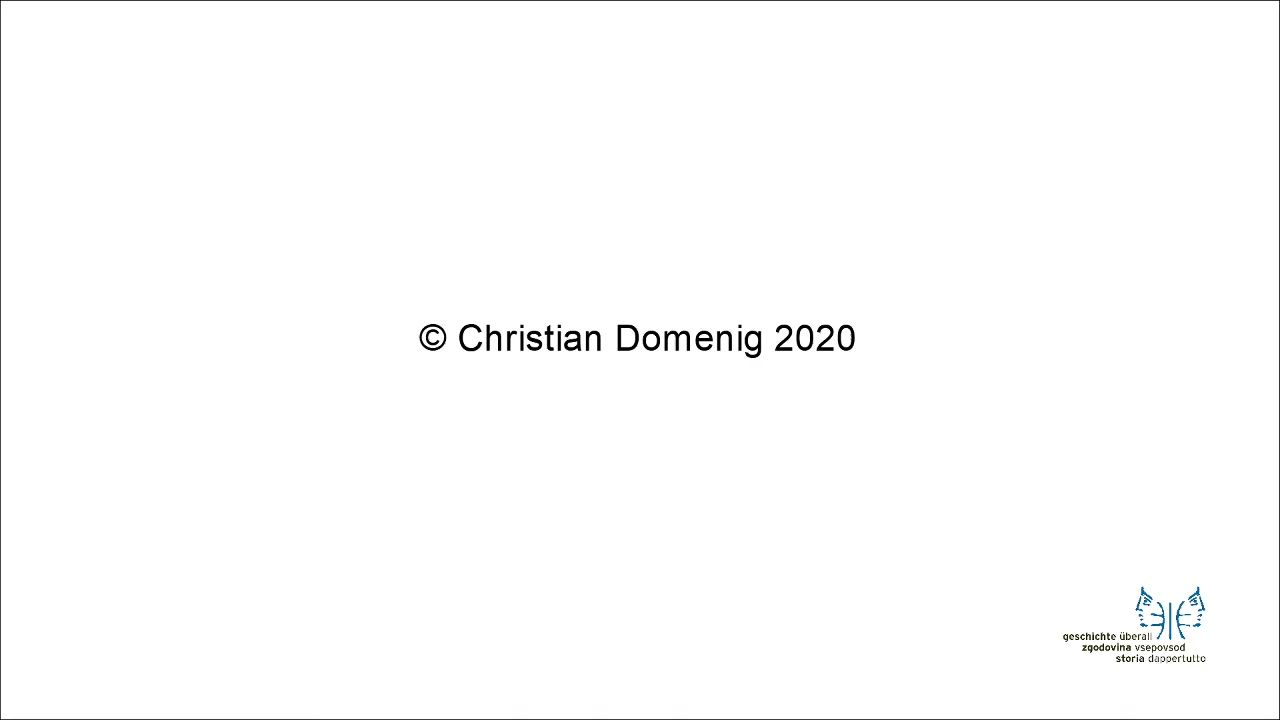 © Christian Domenig 2020
geschichte überall
zgodovina vsepovsod
storia dappertutto